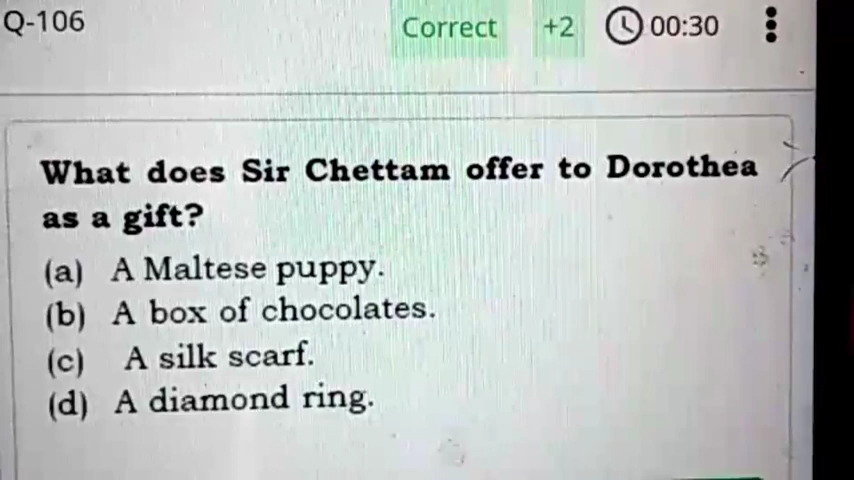 Q-106 Correct +2 00:30
What does Sir Chettam offer to Dorothea
as a gift?
(a) A Maltese puppy.
(b) A box of chocolates.
(c) A silk scarf.
(d) A diamond ring.